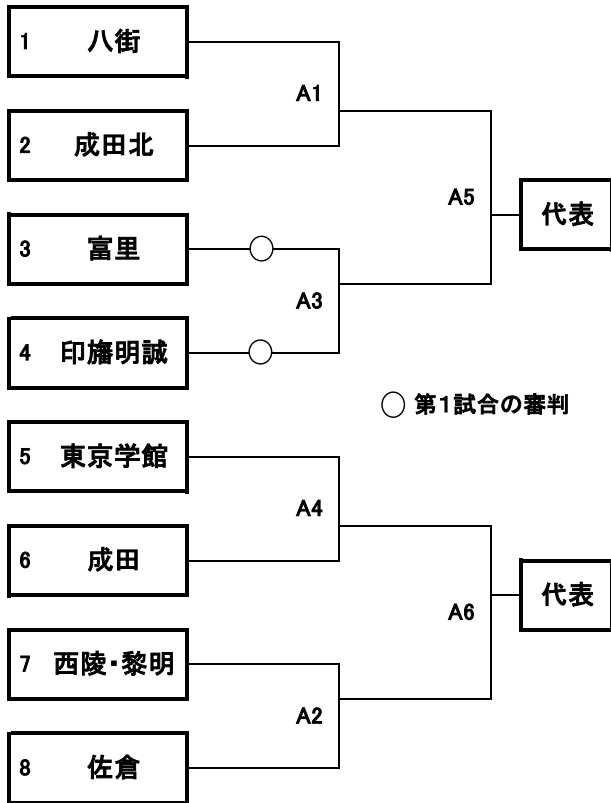 1 八街
A1
2 成田北
A5
代表
3 富里
A3
4 印旛明誠
○ 第1試合の審判
5 東京学館
A4
6 成田
代表
A6
7 西陵・黎明
A2
8 佐倉